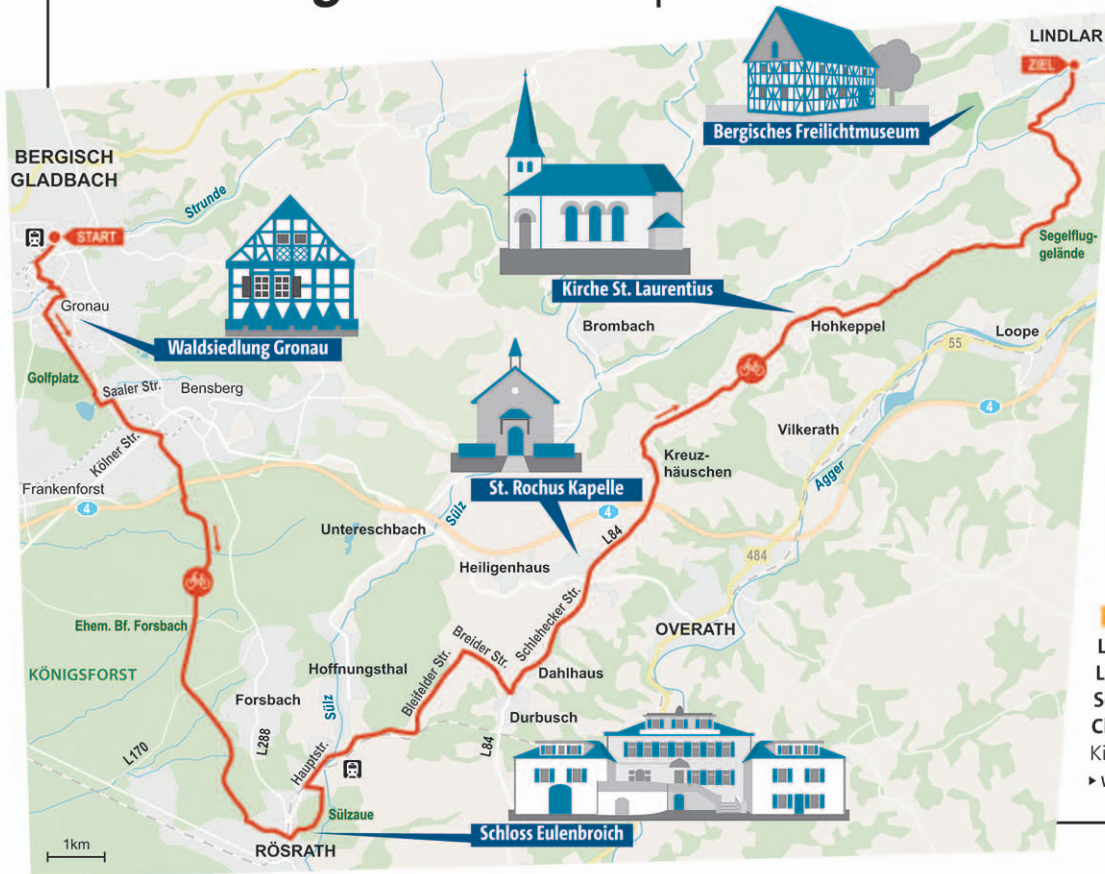 LINDLAR
ZIEL
Bergisches Freilichtmuseum
BERGISCH
GLADBACH
Strunde
START
Segelflug-
gelände
Kirche St. Laurentius
Gronau
Brombach
Hohkeppel
Loope
55
Waldsiedlung Gronau
Golfplatz
Saaler Str.
Bensberg
4
Vilkerath
Kölner Str.
Kreuz-
häuschen
Agger
Frankenforst
St. Rochus Kapelle
4
Sülz
4
Untereschbach
L84
484
Heiligenhaus
Schlehecker Str.
Ehem. Bf. Forsbach
OVERATH
Breider Str.
KÖNIGSFORST
Hoffnungsthal
Bleifelder Str.
Dahlhaus
Forsbach
Sülz
Durbusch
L170
L288
Hauptstr.
L84
Sülzaue
Schloss Eulenbroich
RÖSRATH
1km